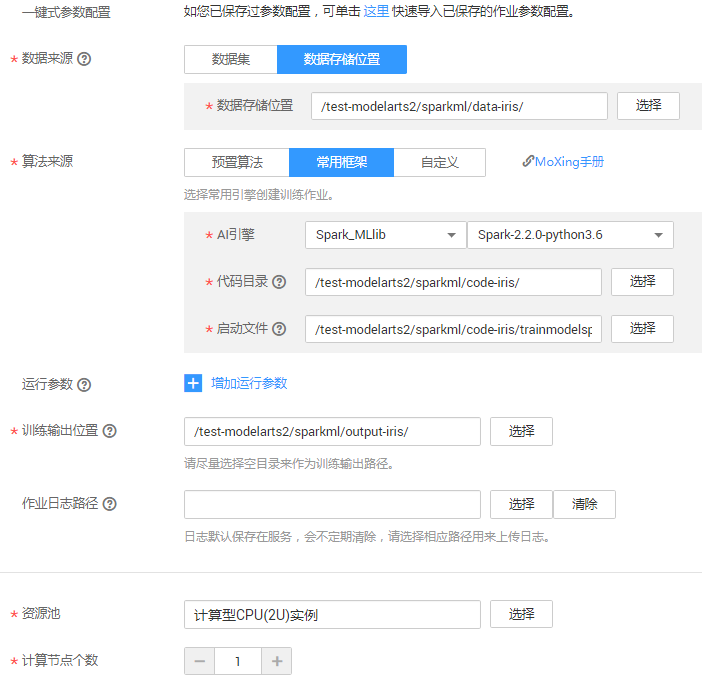 一键式参数配置 如您已保存过参数配置，可单击 这里 快速导入已保存的作业参数配置。
* 数据来源 ? 数据集 数据存储位置
* 数据存储位置 /test-modelarts2/sparkml/data-iris/ 选择
* 算法来源 预置算法 常用框架 自定义 MoXing手册
选择常用引擎创建训练作业。
* AI引擎 Spark_MLlib Spark-2.2.0-python3.6
* 代码目录 ? /test-modelarts2/sparkml/code-iris/ 选择
* 启动文件 ? /test-modelarts2/sparkml/code-iris/trainmodelsp 选择
运行参数 ? + 增加运行参数
* 训练输出位置 ? /test-modelarts2/sparkml/output-iris/ 选择
请尽量选择空目录来作为训练输出路径。
作业日志路径 ? 选择 清除
日志默认保存在服务，会不定期清除，请选择相应路径用来上传日志。
* 资源池 计算型CPU(2U)实例 选择
* 计算节点个数 − 1 +